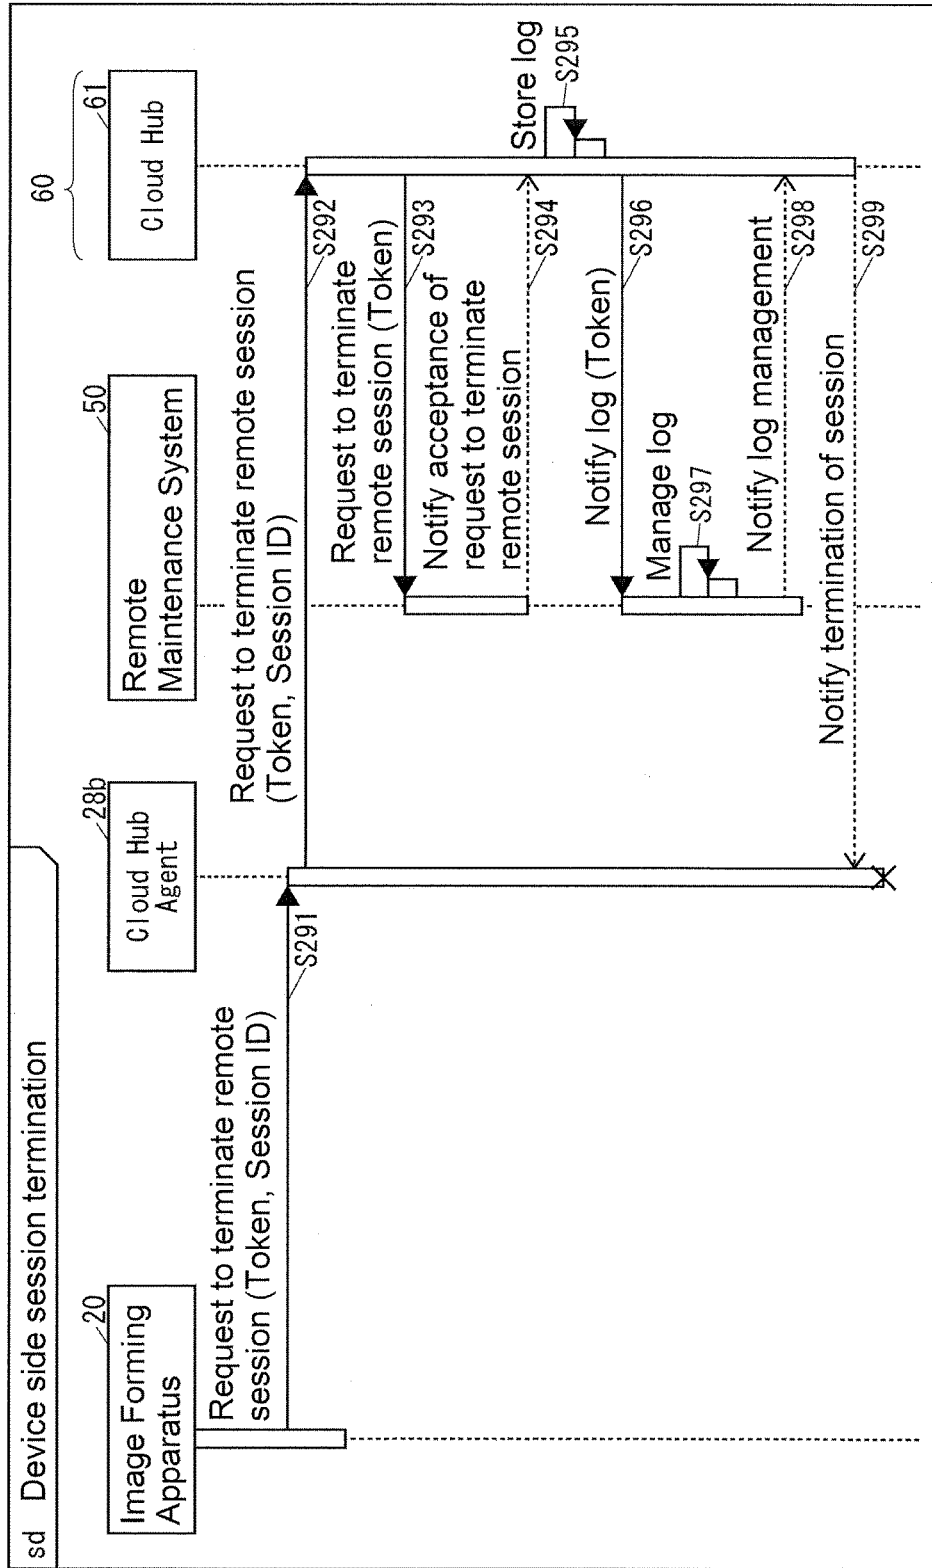 sd Device side session termination
20
Image Forming
Apparatus
28b
Cloud Hub
Agent
50
Remote
Maintenance System
60
61
Cloud Hub
Request to terminate remote
session (Token, Session ID)
S291
Request to terminate remote session
(Token, Session ID)
S292
Request to terminate
remote session (Token)
S293
Notify acceptance of
request to terminate
remote session
S294
Store log
S295
Notify log (Token)
S296
Manage log
S297
Notify log management
S298
Notify termination of session
S299